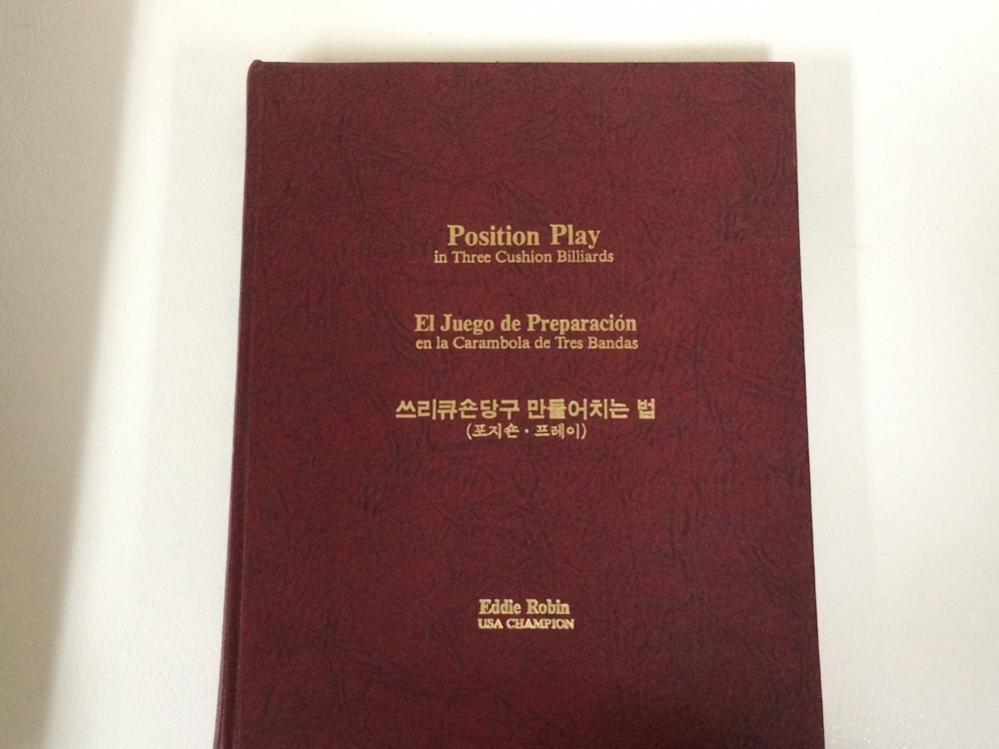 Position Play
in Three Cushion Billiards
El Juego de Preparación
en la Carambola de Tres Bandas
쓰리큐숀당구 만들어치는 법
(포지숀・프레이)
Eddie Robin
USA CHAMPION